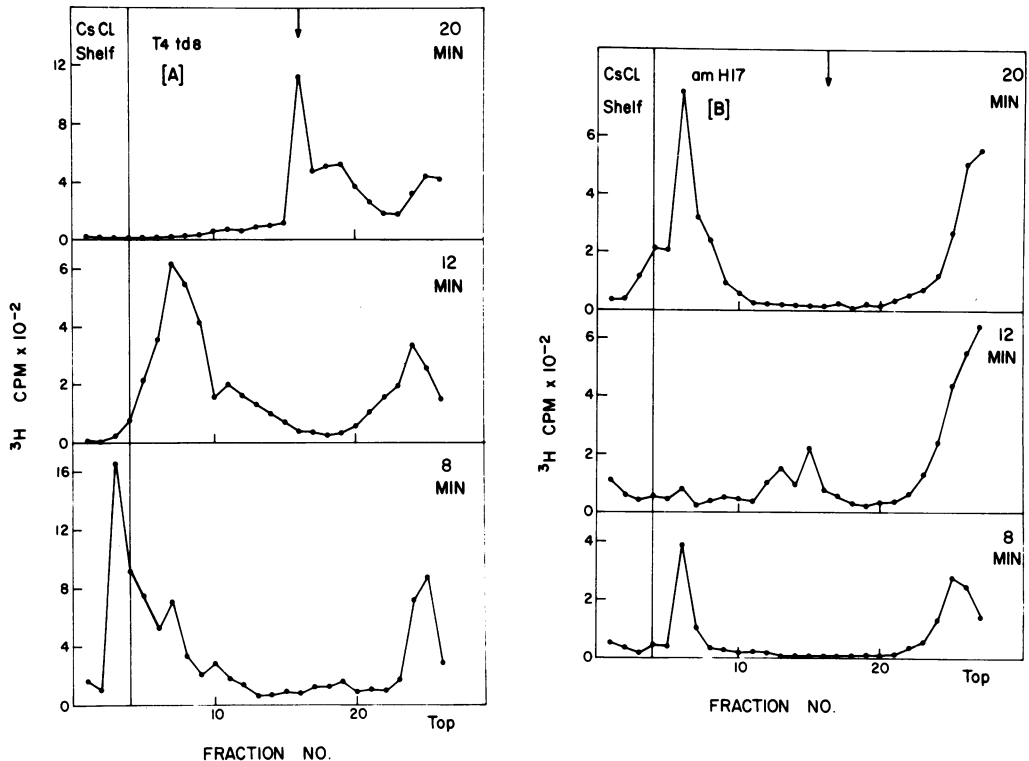 CsCL
Shelf
T4 td8
[A]
20
MIN
12
8
4
0
12
MIN
6
4
2
0
8
MIN
16
12
8
4
0
10
20
Top
FRACTION NO.
³H CPM x 10⁻²
CsCL
Shelf
am H17
[B]
20
MIN
6
4
2
0
12
MIN
6
4
2
0
8
MIN
4
2
0
10
20
Top
FRACTION NO.
³H CPM x 10⁻²